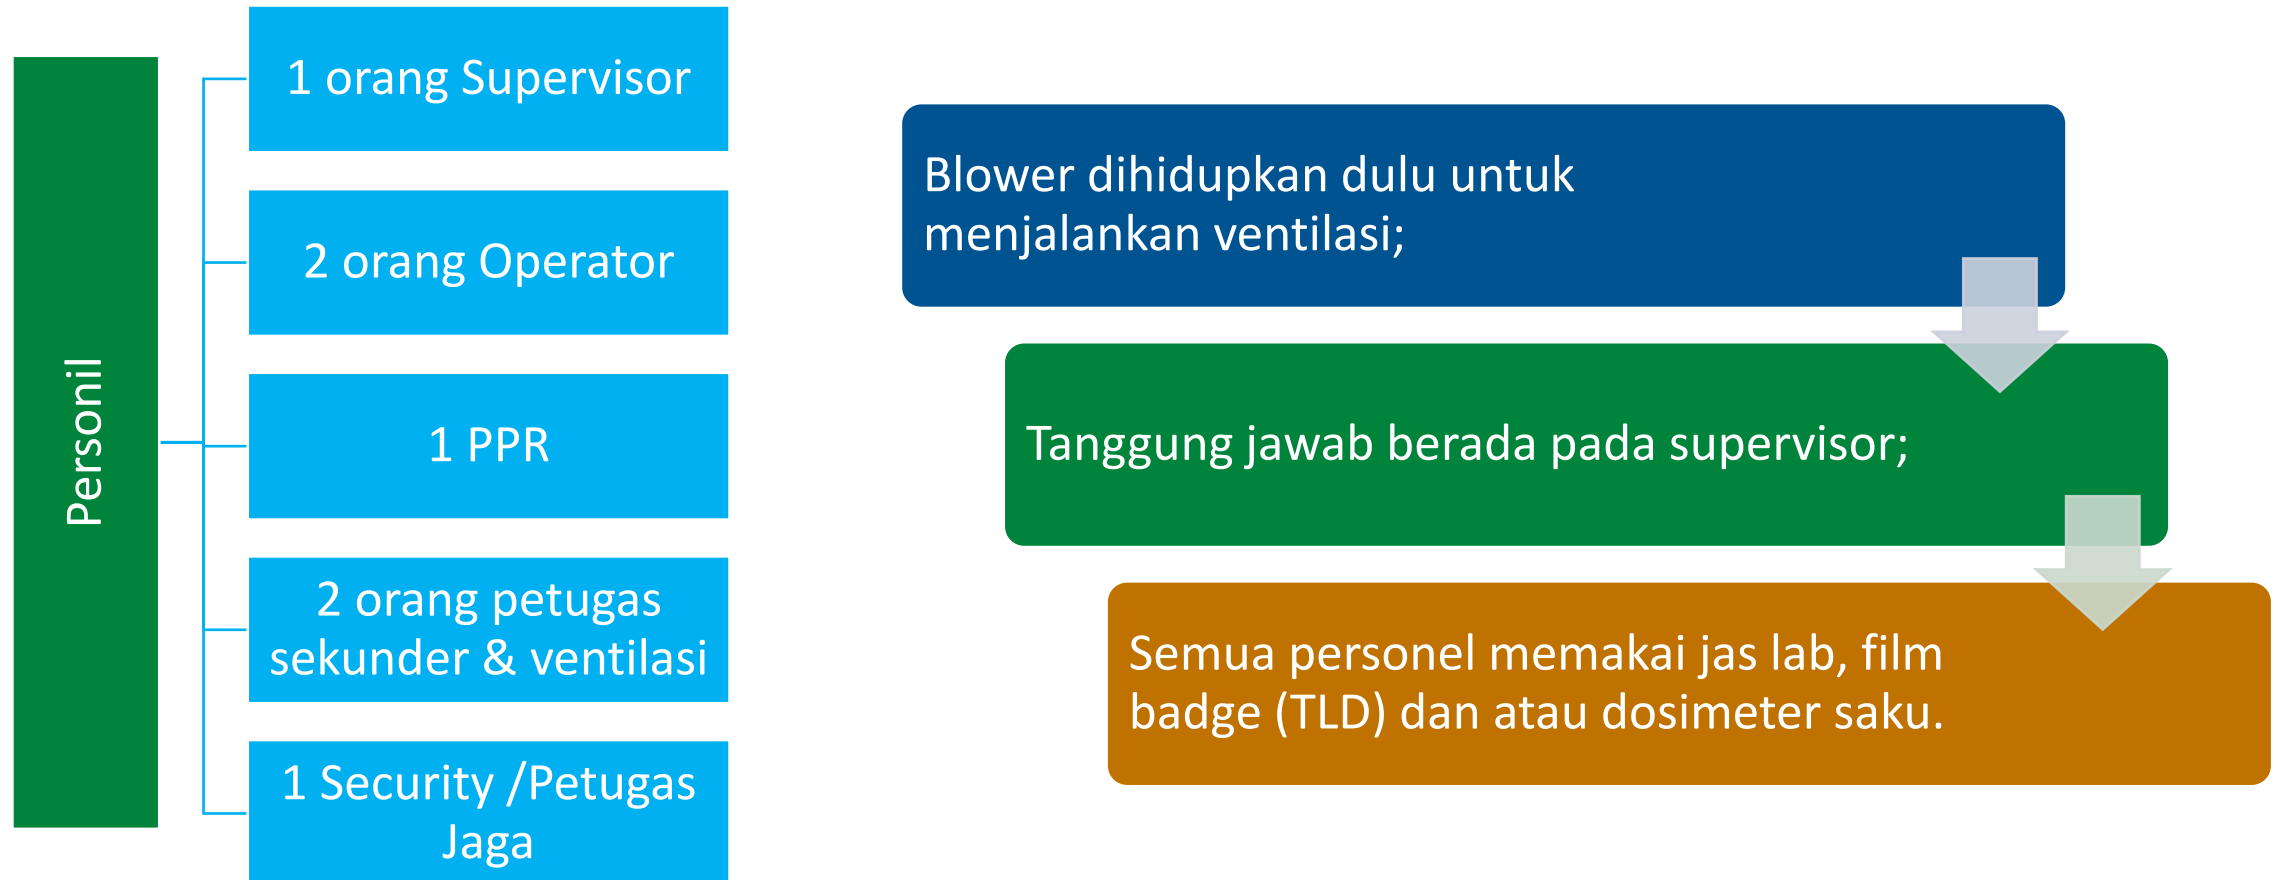 Personil
1 orang Supervisor
2 orang Operator
1 PPR
2 orang petugas
sekunder & ventilasi
1 Security /Petugas
Jaga
Blower dihidupkan dulu untuk
menjalankan ventilasi;
Tanggung jawab berada pada supervisor;
Semua personel memakai jas lab, film
badge (TLD) dan atau dosimeter saku.